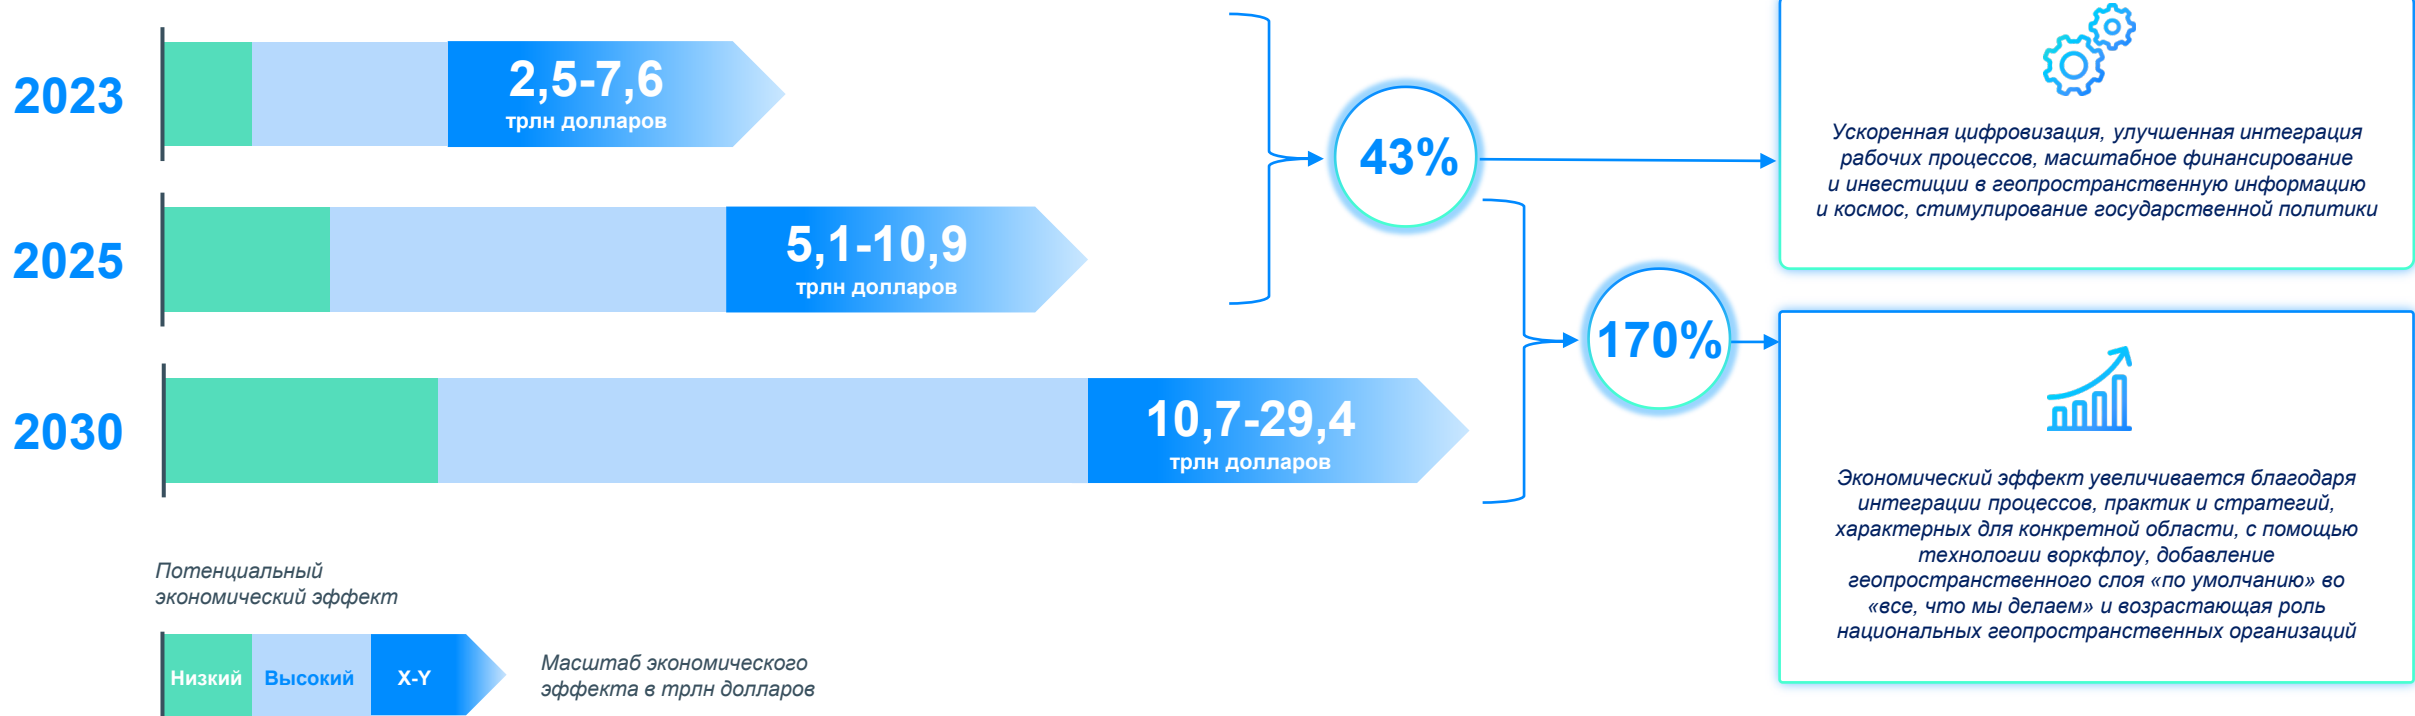 2023
2,5-7,6
трлн долларов
2025
5,1-10,9
трлн долларов
2030
10,7-29,4
трлн долларов
43%
170%
Ускоренная цифровизация, улучшенная интеграция
рабочих процессов, масштабное финансирование
и инвестиции в геопространственную информацию
и космос, стимулирование государственной политики
Экономический эффект увеличивается благодаря
интеграции процессов, практик и стратегий,
характерных для конкретной области, с помощью
технологии воркфлоу, добавление
геопространственного слоя «по умолчанию» во
«все, что мы делаем» и возрастающая роль
национальных геопространственных организаций
Потенциальный
экономический эффект
Низкий
Высокий
X-Y
Масштаб экономического
эффекта в трлн долларов